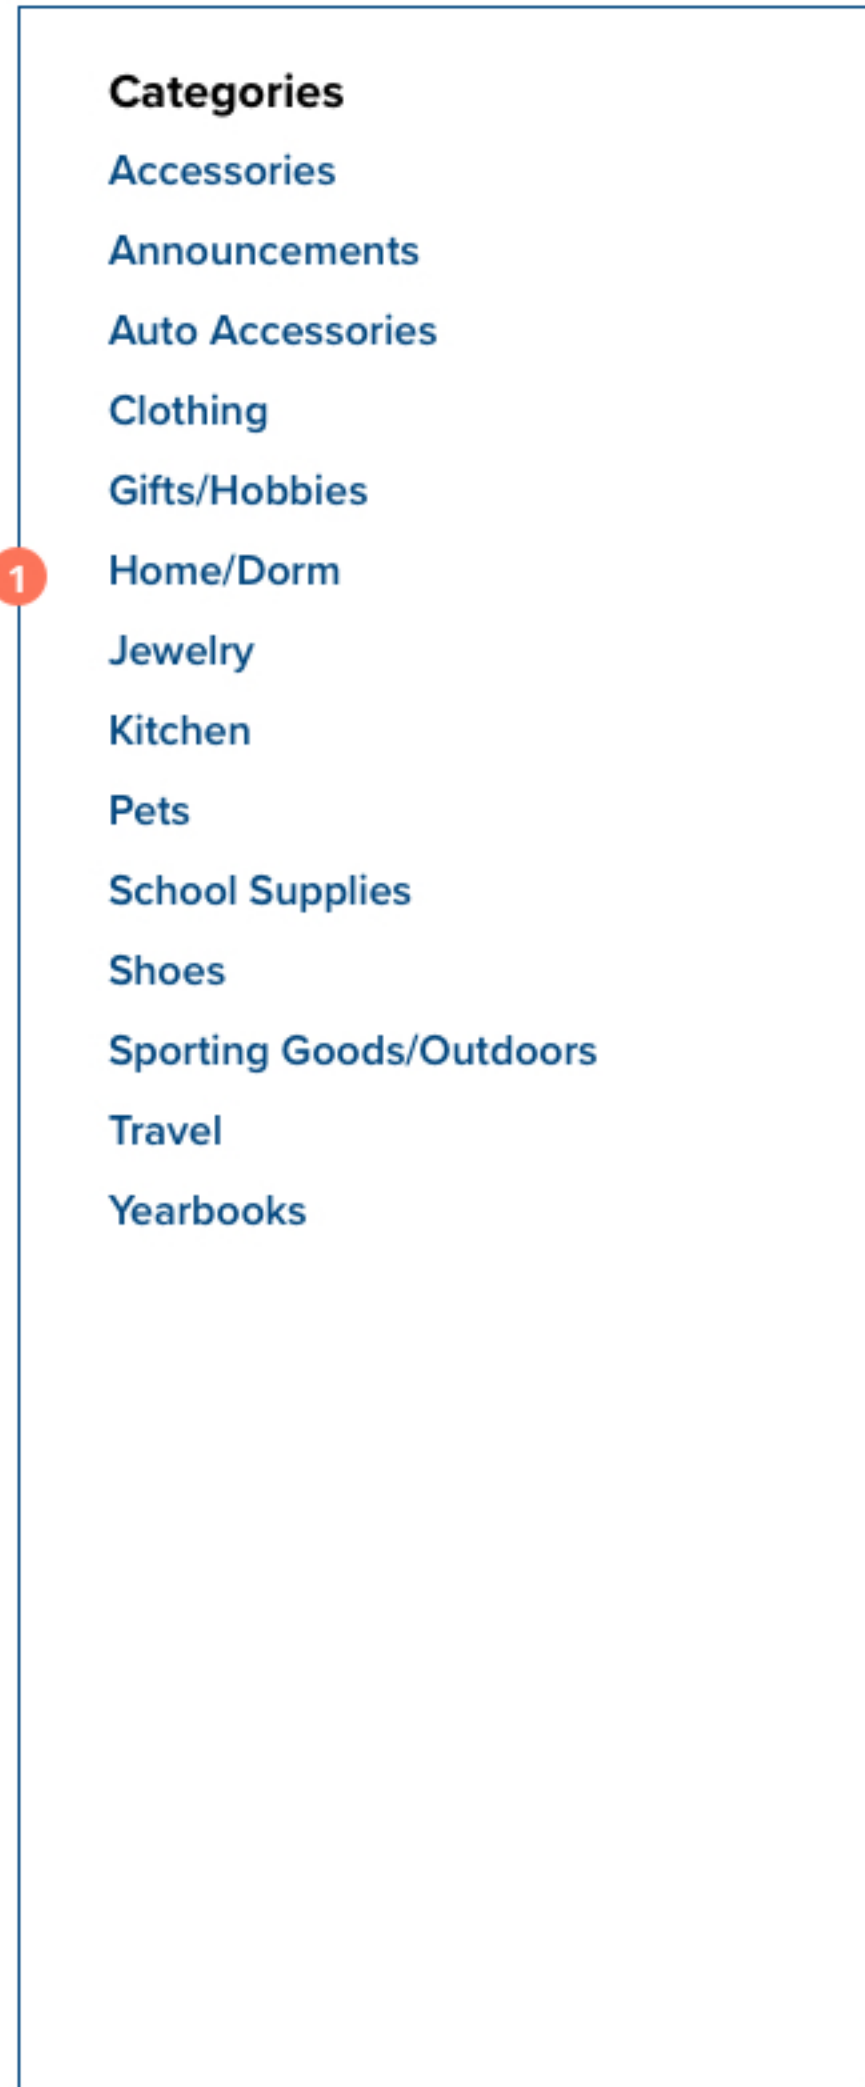 Categories
Accessories
Announcements
Auto Accessories
Clothing
Gifts/Hobbies
1
Home/Dorm
Jewelry
Kitchen
Pets
School Supplies
Shoes
Sporting Goods/Outdoors
Travel
Yearbooks